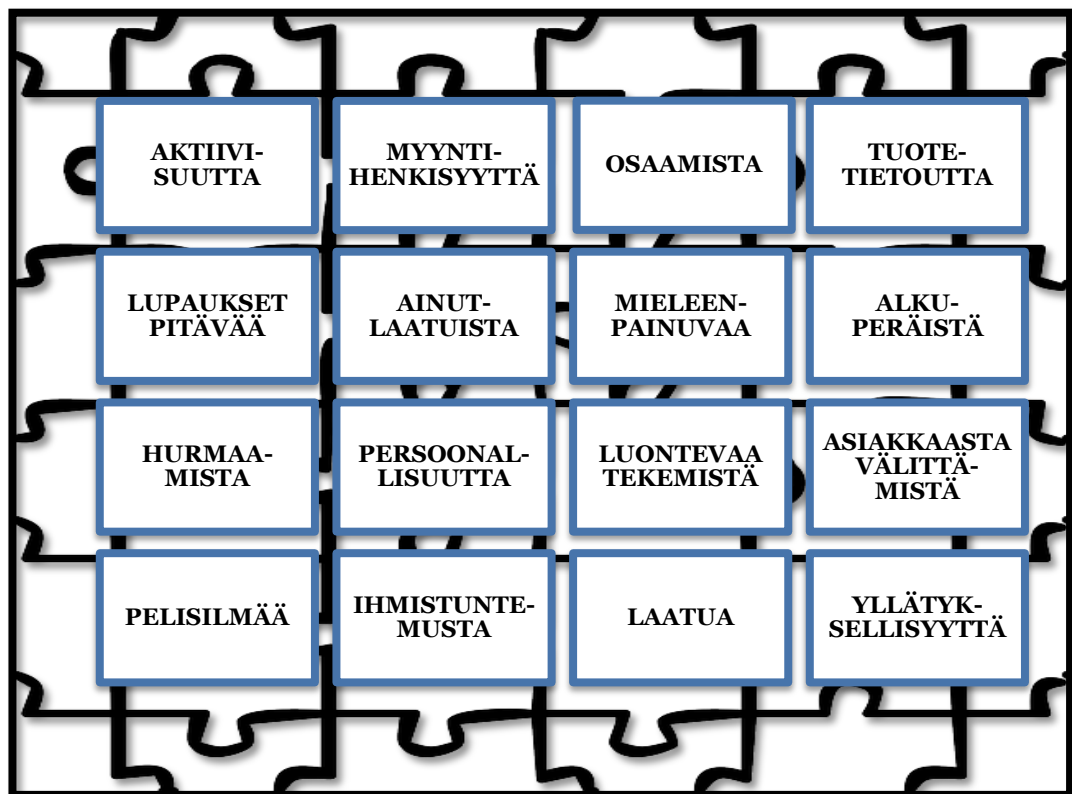 AKTIIVI-
SUUTTA
MYYNTI-
HENKISYYTTÄ
OSAAMISTA
TUOTE-
TIETOUTTA
LUPAUKSET
PITÄVÄÄ
AINUT-
LAATUISTA
MIELEEN-
PAINUVAA
ALKU-
PERÄISTÄ
HURMAA-
MISTA
PERSOONAL-
LISUUTTA
LUONTEVAA
TEKEMISTÄ
ASIAKKAASTA
VÄLITTÄ-
MISTÄ
PELISILMÄÄ
IHMISTUNTE-
MUSTA
LAATUA
YLLÄTYK-
SELLISYYTTÄ